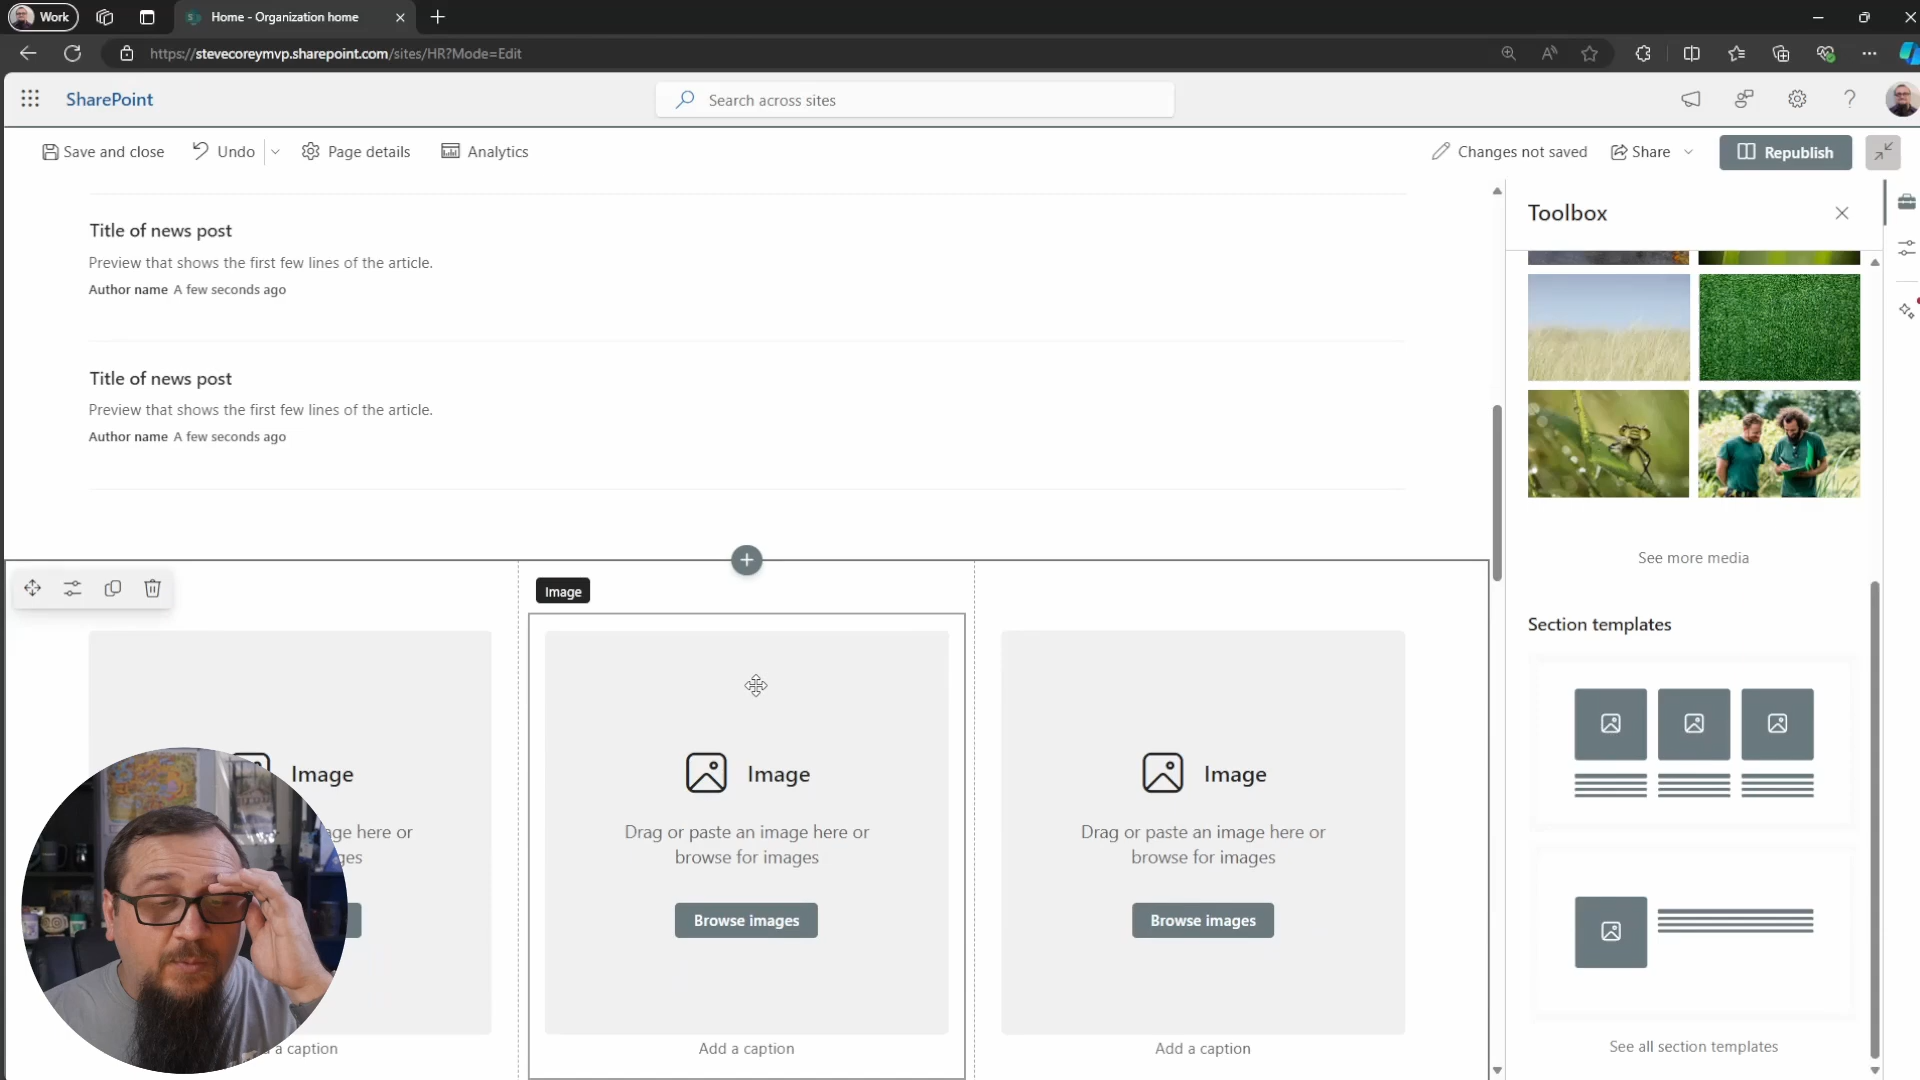 Work
Home - Organization home
https://stevecoreymvp.sharepoint.com/sites/HR?Mode=Edit
SharePoint
Search across sites
Save and close
Undo
Page details
Analytics
Changes not saved
Share
Republish
Title of news post
Preview that shows the first few lines of the article.
Author name A few seconds ago
Title of news post
Preview that shows the first few lines of the article.
Author name A few seconds ago
Toolbox
See more media
Section templates
See all section templates
Image
Image
age here or
ges
a caption
Image
Drag or paste an image here or
browse for images
Browse images
Add a caption
Image
Drag or paste an image here or
browse for images
Browse images
Add a caption